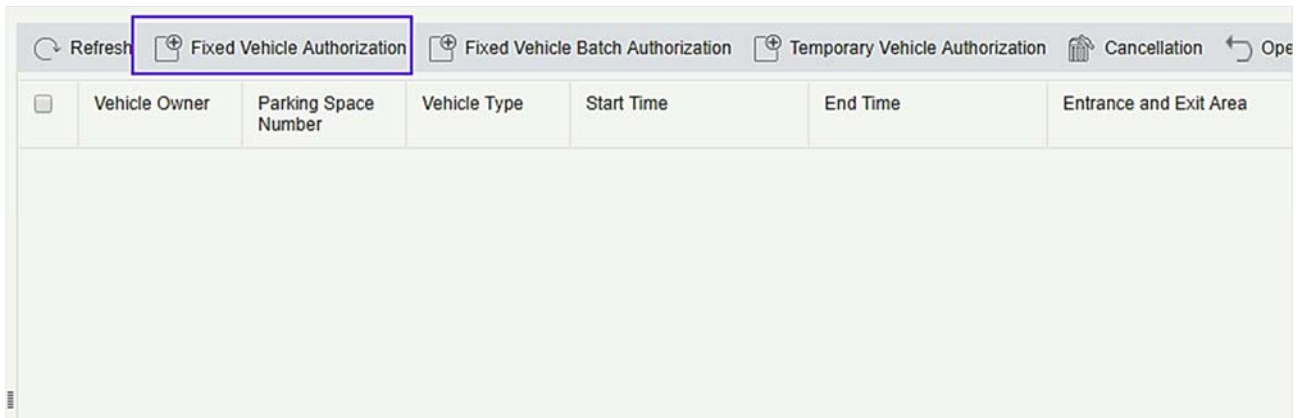 Refresh Fixed Vehicle Authorization Fixed Vehicle Batch Authorization Temporary Vehicle Authorization Cancellation Ope
Vehicle Owner Parking Space Number Vehicle Type Start Time End Time Entrance and Exit Area